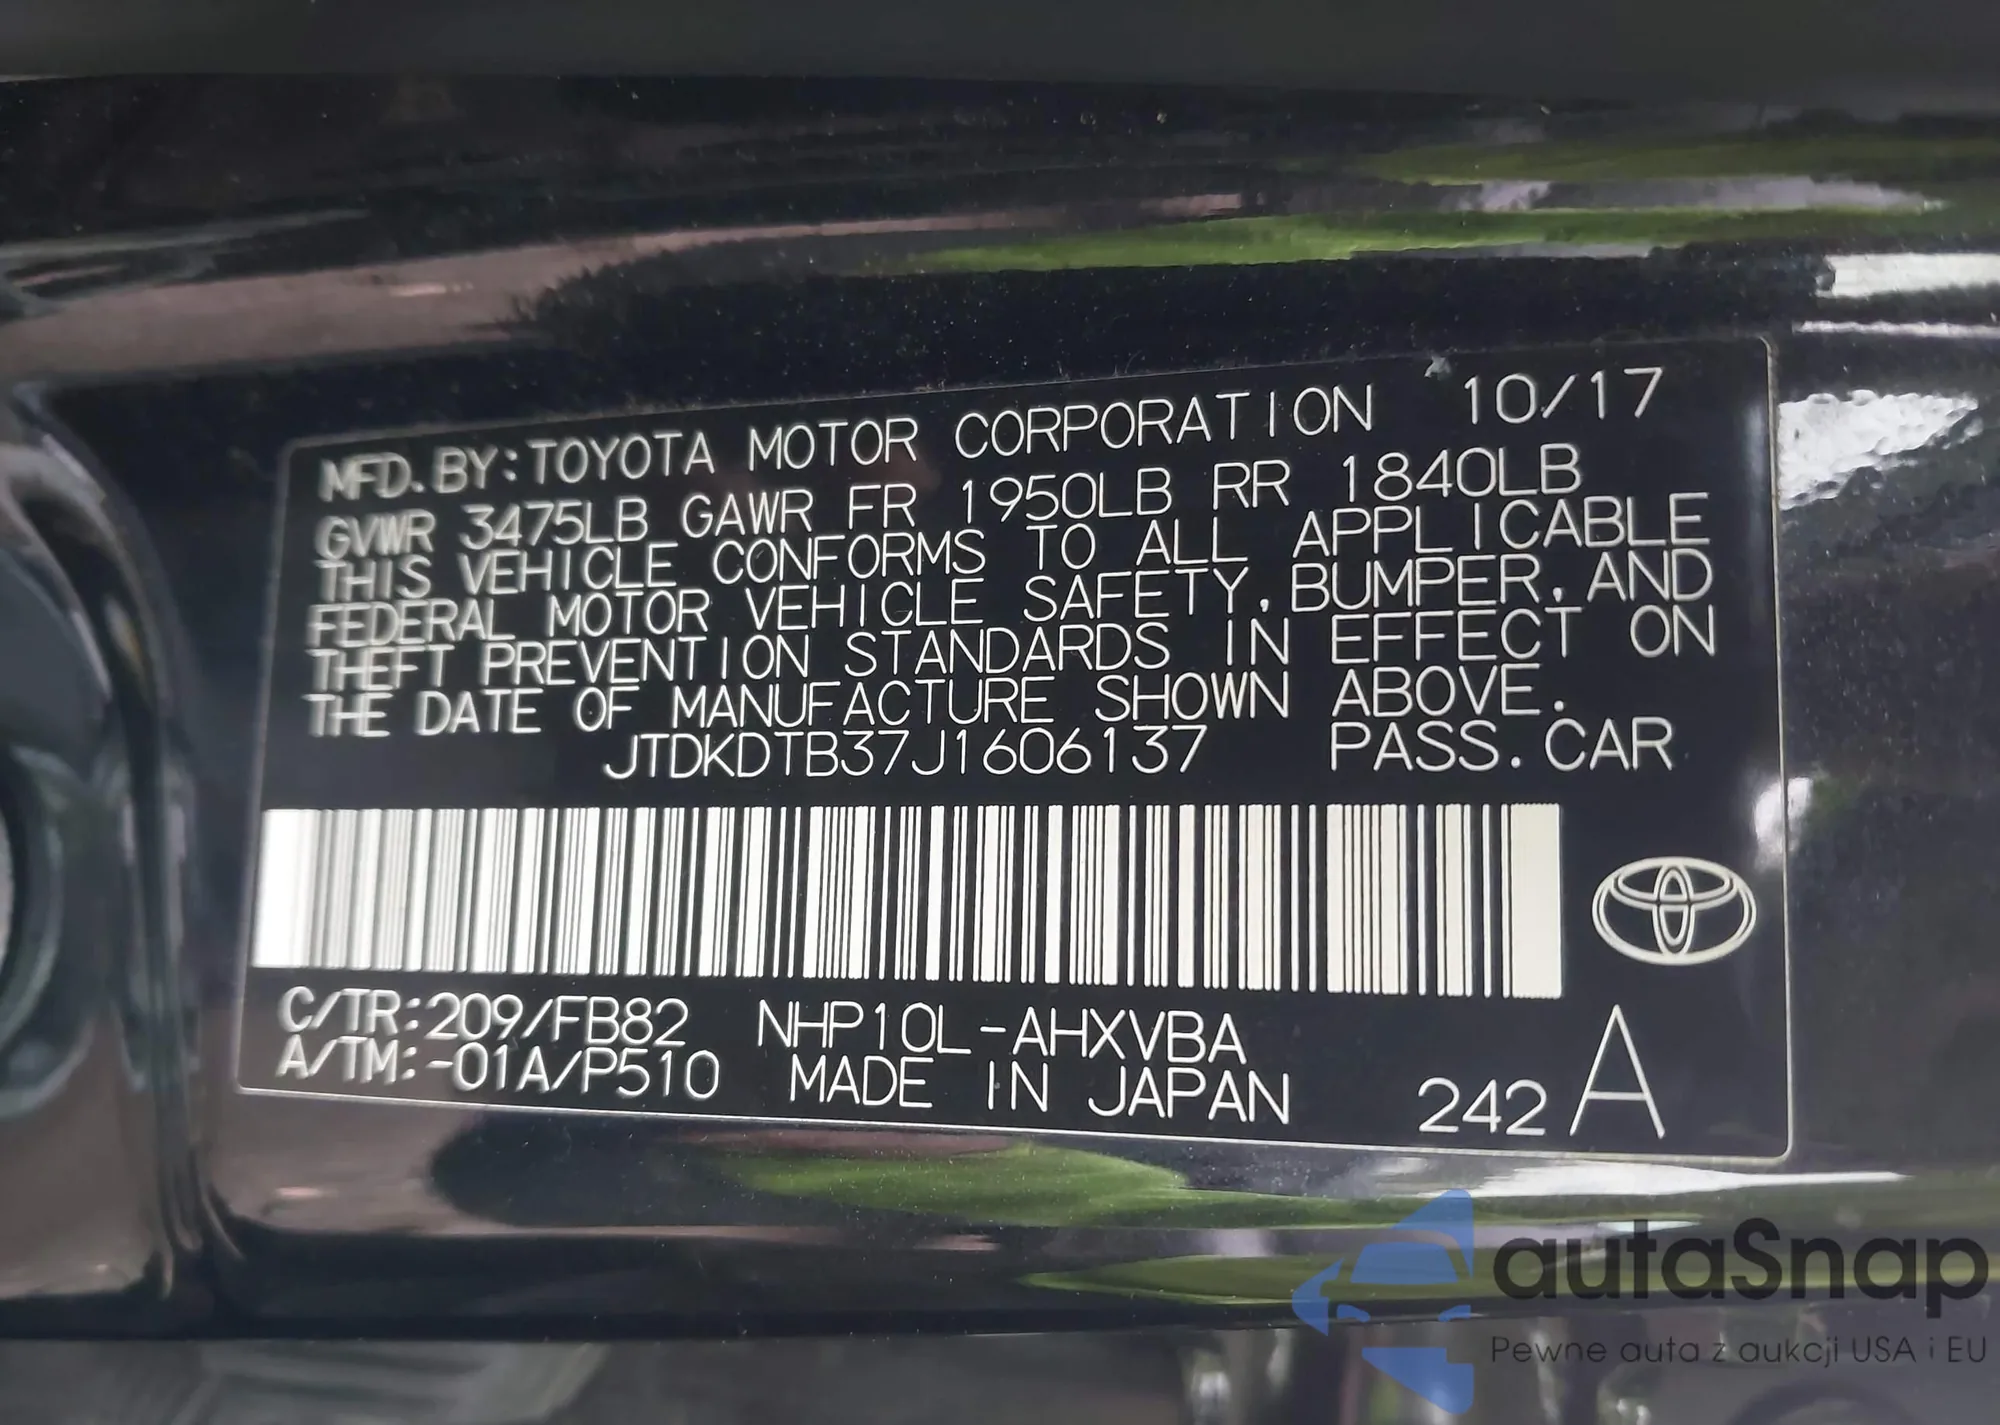 MFD.BY:TOYOTA MOTOR CORPORATION 10/17
GVWR 3475LB GAWR FR 1950LB RR 1840LB
THIS VEHICLE CONFORMS TO ALL APPLICABLE
FEDERAL MOTOR VEHICLE SAFETY, BUMPER, AND
THEFT PREVENTION STANDARDS IN EFFECT ON
THE DATE OF MANUFACTURE SHOWN ABOVE.
JTDKDTB37J1606137 PASS.CAR
C/TR:209/FB82 NHP10L-AHXVBA
A/TM:-01A/P510 MADE IN JAPAN 242 A
autaSnap
Pewne auta z aukcji USA i EU